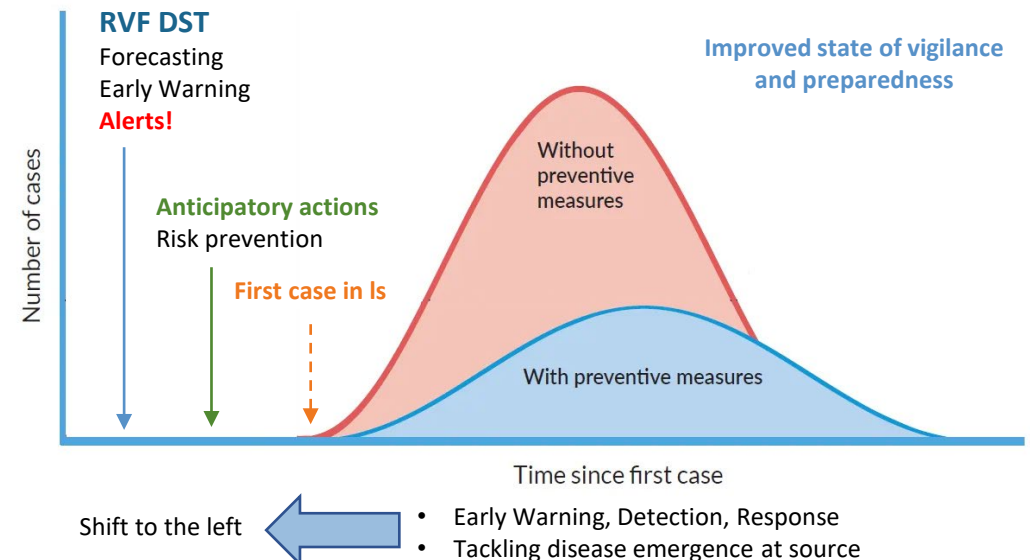 RVF DST
Forecasting
Early Warning
Alerts!
Improved state of vigilance
and preparedness
Number of cases
Without
preventive
measures
Anticipatory actions
Risk prevention
First case in ls
With preventive measures
Time since first case
Shift to the left
• Early Warning, Detection, Response
• Tackling disease emergence at source